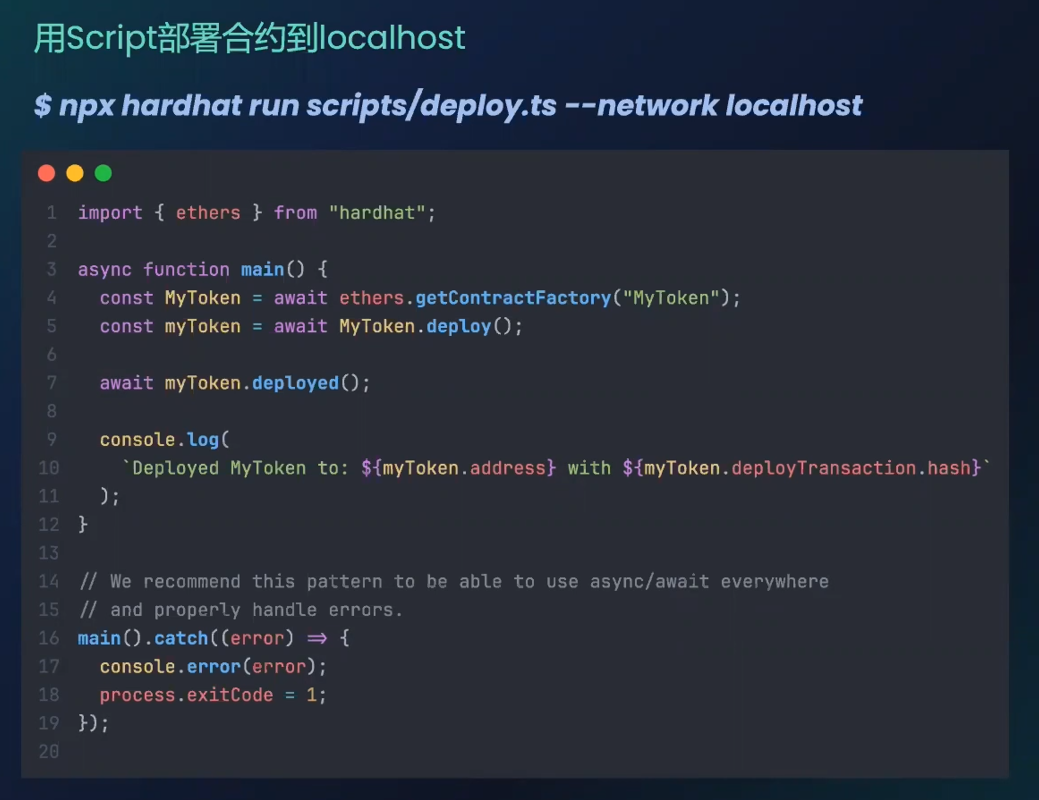 用Script部署合约到localhost
$ npx hardhat run scripts/deploy.ts --network localhost
1 import { ethers } from "hardhat";
2
3 async function main() {
4   const MyToken = await ethers.getContractFactory("MyToken");
5   const myToken = await MyToken.deploy();
6
7   await myToken.deployed();
8
9   console.log(
10     `Deployed MyToken to: ${myToken.address} with ${myToken.deployTransaction.hash}`
11   );
12 }
13
14 // We recommend this pattern to be able to use async/await everywhere
15 // and properly handle errors.
16 main().catch((error) => {
17   console.error(error);
18   process.exitCode = 1;
19 });
20